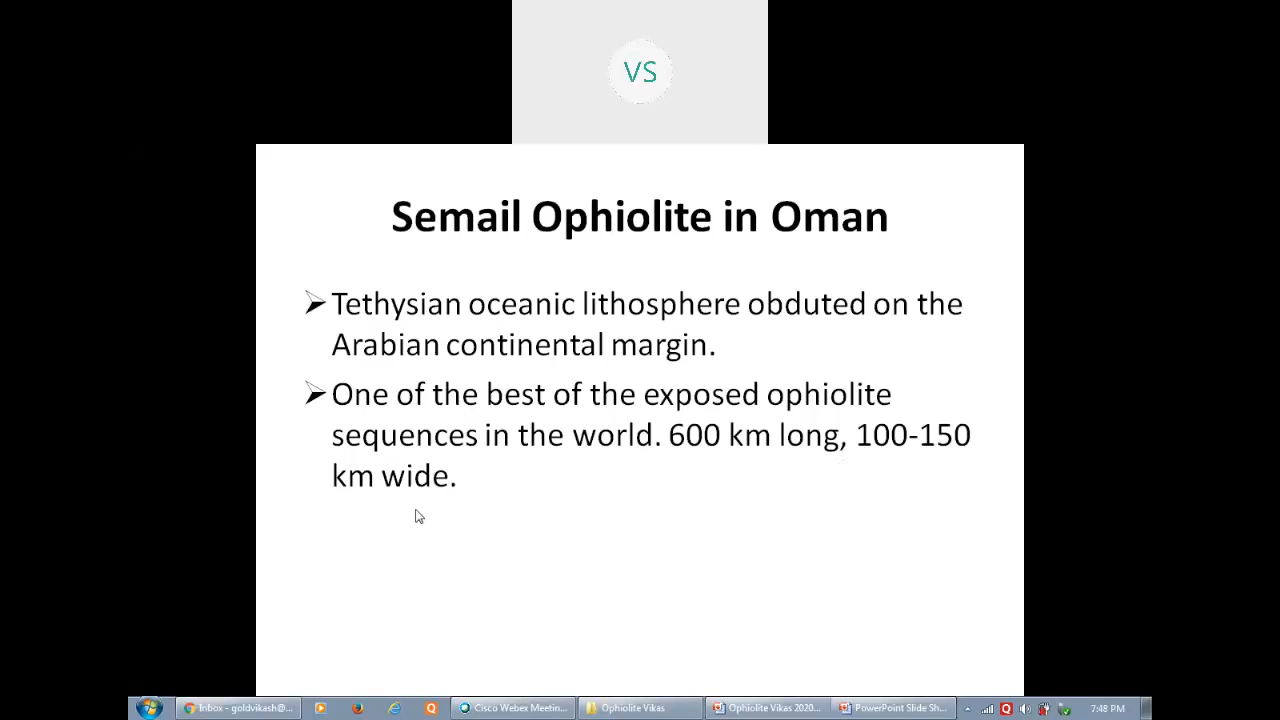 VS
Semail Ophiolite in Oman
Tethysian oceanic lithosphere obduted on the
Arabian continental margin.
One of the best of the exposed ophiolite
sequences in the world. 600 km long, 100-150
km wide.
Inbox - goldvikash@... Cisco Webex Meetin... Ophiolite Vikas Ophiolite Vikas 2020... PowerPoint Slide Sh... 7:48 PM